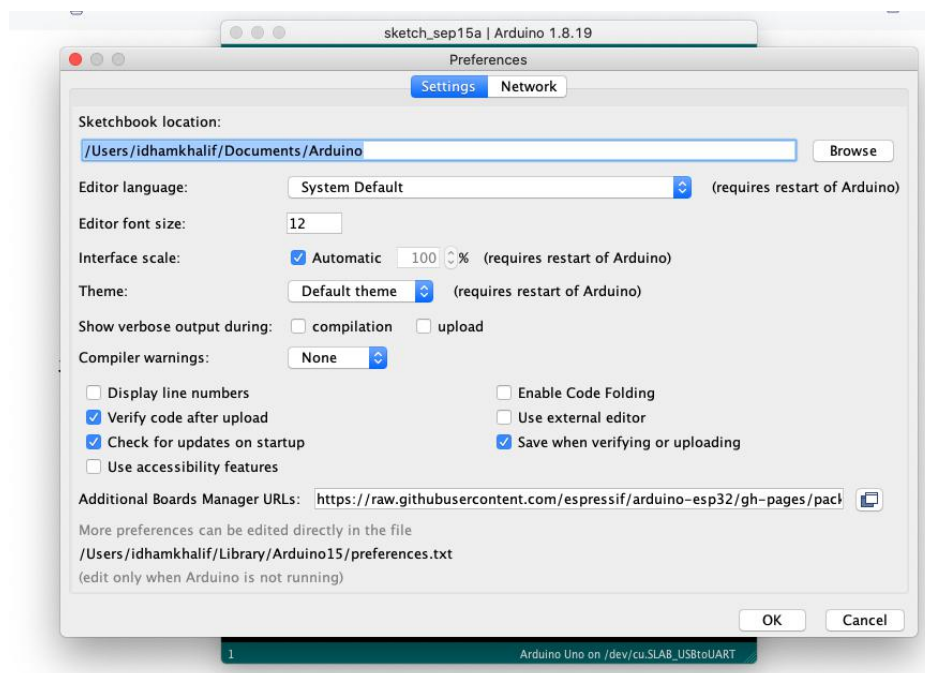 sketch_sep15a | Arduino 1.8.19
Preferences
Settings Network
Sketchbook location:
/Users/idhamkhalif/Documents/Arduino Browse
Editor language: System Default (requires restart of Arduino)
Editor font size: 12
Interface scale: Automatic 100 % (requires restart of Arduino)
Theme: Default theme (requires restart of Arduino)
Show verbose output during: compilation upload
Compiler warnings: None
Display line numbers Enable Code Folding
Verify code after upload Use external editor
Check for updates on startup Save when verifying or uploading
Use accessibility features
Additional Boards Manager URLs: https://raw.githubusercontent.com/espressif/arduino-esp32/gh-pages/pack
More preferences can be edited directly in the file
/Users/idhamkhalif/Library/Arduino15/preferences.txt
(edit only when Arduino is not running)
OK Cancel
1 Arduino Uno on /dev/cu.SLAB_USBtoUART